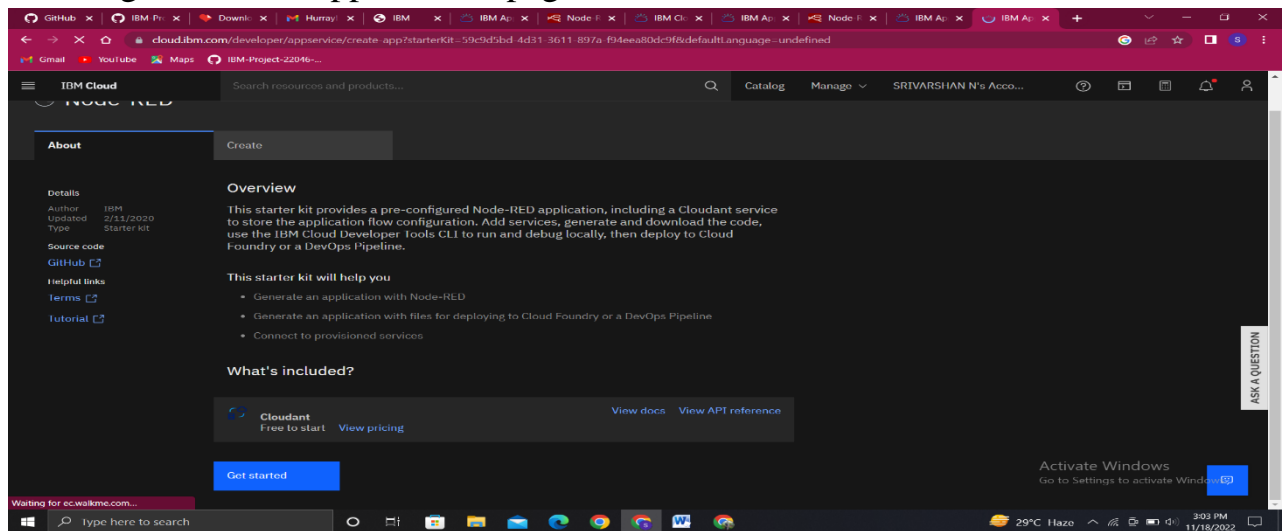 GitHub
IBM Pr
Downlo
Hurray!
IBM
IBM Ap
Node R
IBM Clo
IBM Ap
Node R
IBM Ap
IBM Ap
cloud.ibm.com/developer/appservice/create-app?starterKit=59c9d5bd-4d31-3611-897a-f94eea80dc9f&defaultLanguage=undefined
Gmail YouTube Maps IBM-Project-22046-...
IBM Cloud
Search resources and products...
Catalog
Manage
SRIVARSHAN N's Acco...
Node-RED
About
Create
Details
Author IBM
Updated 2/11/2020
Type Starter kit
Source code
GitHub
Helpful links
Terms
Tutorial
Overview
This starter kit provides a pre-configured Node-RED application, including a Cloudant service
to store the application flow configuration. Add services, generate and download the code,
use the IBM Cloud Developer Tools CLI to run and debug locally, then deploy to Cloud
Foundry or a DevOps Pipeline.
This starter kit will help you
• Generate an application with Node-RED
• Generate an application with files for deploying to Cloud Foundry or a DevOps Pipeline
• Connect to provisioned services
What's included?
Cloudant
Free to start View pricing
View docs View API reference
Get started
ASK A QUESTION
Activate Windows
Go to Settings to activate Window
Waiting for ec.walkme.com...
Type here to search
29°C Haze
3:03 PM
11/18/2022